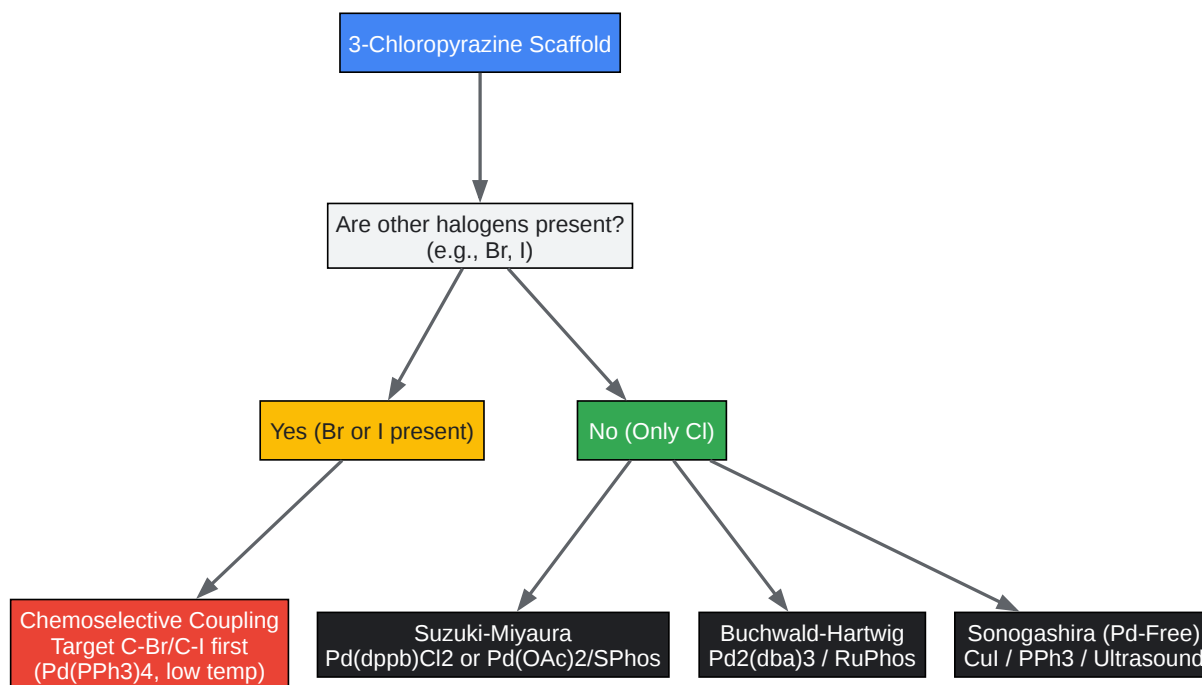 3-Chloropyrazine Scaffold
Are other halogens present?
(e.g., Br, I)
Yes (Br or I present)
No (Only Cl)
Chemoselective Coupling
Target C-Br/C-I first
(Pd(PPh3)4, low temp)
Suzuki-Miyaura
Pd(dppb)Cl2 or Pd(OAc)2/SPhos
Buchwald-Hartwig
Pd2(dba)3 / RuPhos
Sonogashira (Pd-Free)
CuI / PPh3 / Ultrasound